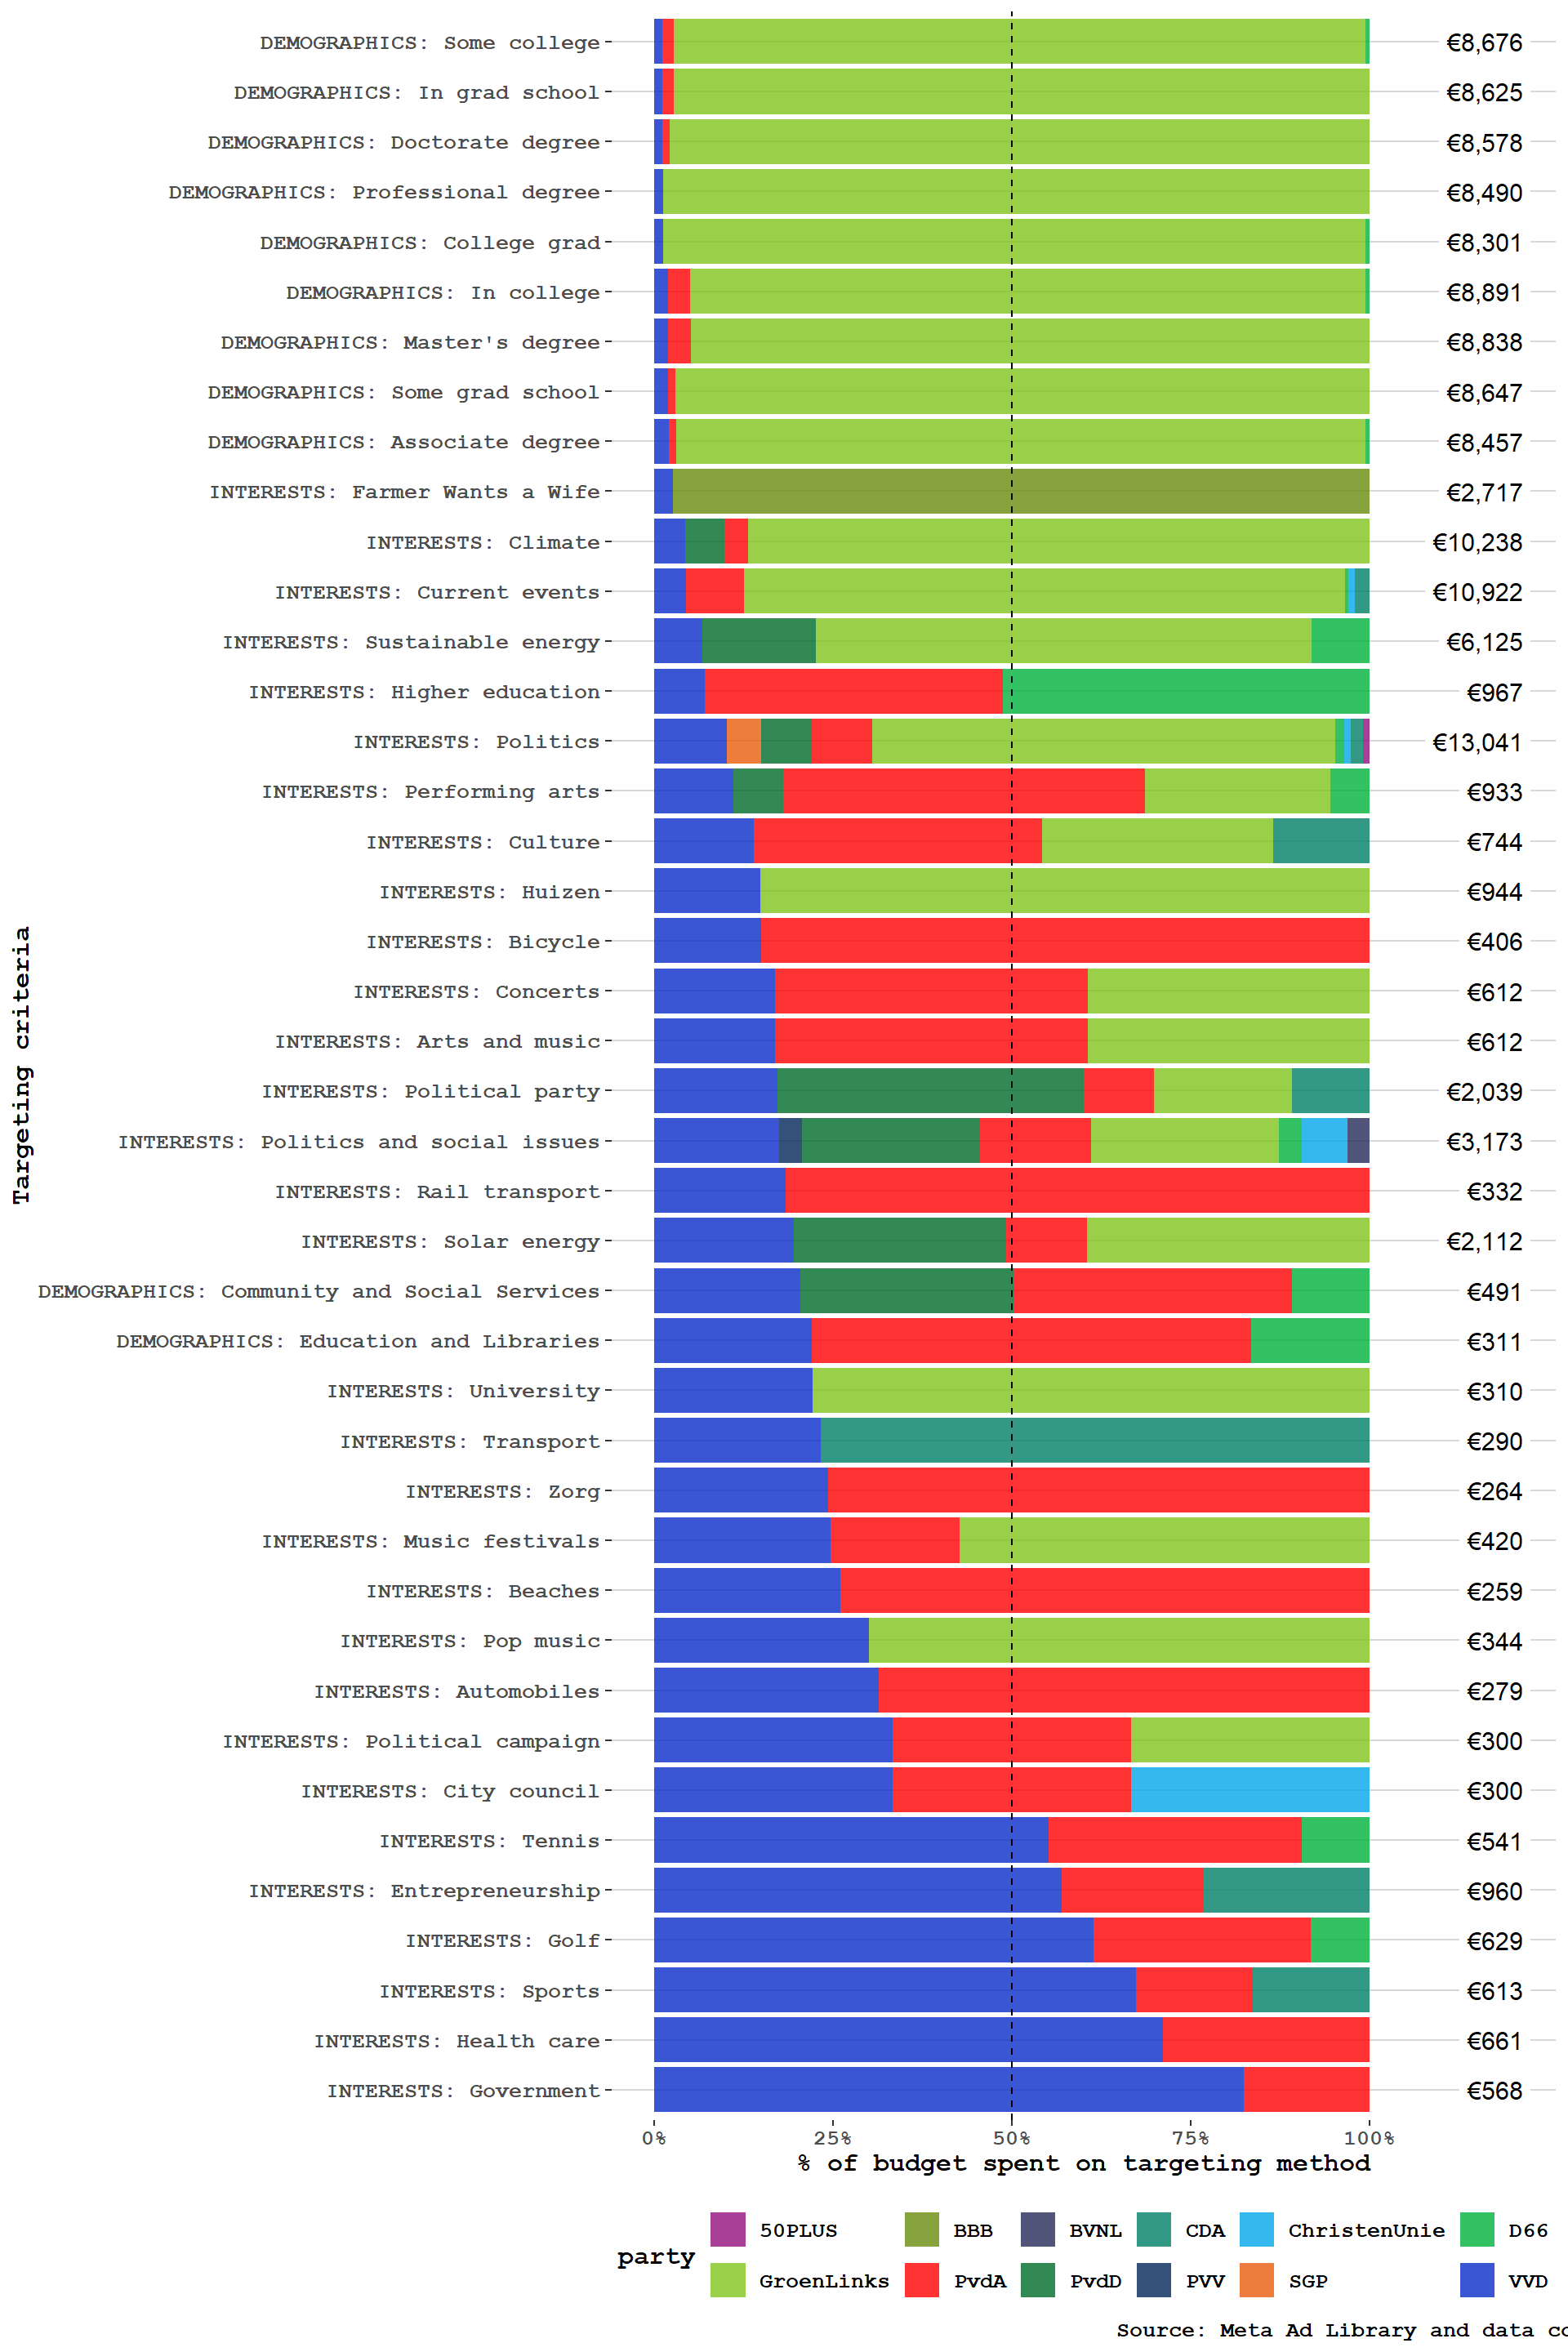 DEMOGRAPHICS: Some college €8,676
DEMOGRAPHICS: In grad school €8,625
DEMOGRAPHICS: Doctorate degree €8,578
DEMOGRAPHICS: Professional degree €8,490
DEMOGRAPHICS: College grad €8,301
DEMOGRAPHICS: In college €8,891
DEMOGRAPHICS: Master's degree €8,838
DEMOGRAPHICS: Some grad school €8,647
DEMOGRAPHICS: Associate degree €8,457
INTERESTS: Farmer Wants a Wife €2,717
INTERESTS: Climate €10,238
INTERESTS: Current events €10,922
INTERESTS: Sustainable energy €6,125
INTERESTS: Higher education €967
INTERESTS: Politics €13,041
INTERESTS: Performing arts €933
INTERESTS: Culture €744
INTERESTS: Huizen €944
INTERESTS: Bicycle €406
INTERESTS: Concerts €612
INTERESTS: Arts and music €612
INTERESTS: Political party €2,039
INTERESTS: Politics and social issues €3,173
INTERESTS: Rail transport €332
INTERESTS: Solar energy €2,112
DEMOGRAPHICS: Community and Social Services €491
DEMOGRAPHICS: Education and Libraries €311
INTERESTS: University €310
INTERESTS: Transport €290
INTERESTS: Zorg €264
INTERESTS: Music festivals €420
INTERESTS: Beaches €259
INTERESTS: Pop music €344
INTERESTS: Automobiles €279
INTERESTS: Political campaign €300
INTERESTS: City council €300
INTERESTS: Tennis €541
INTERESTS: Entrepreneurship €960
INTERESTS: Golf €629
INTERESTS: Sports €613
INTERESTS: Health care €661
INTERESTS: Government €568
Targeting criteria
0% 25% 50% 75% 100%
% of budget spent on targeting method
party
50PLUS BBB BVNL CDA ChristenUnie D66
GroenLinks PvdA PvdD PVV SGP VVD
Source: Meta Ad Library and data co